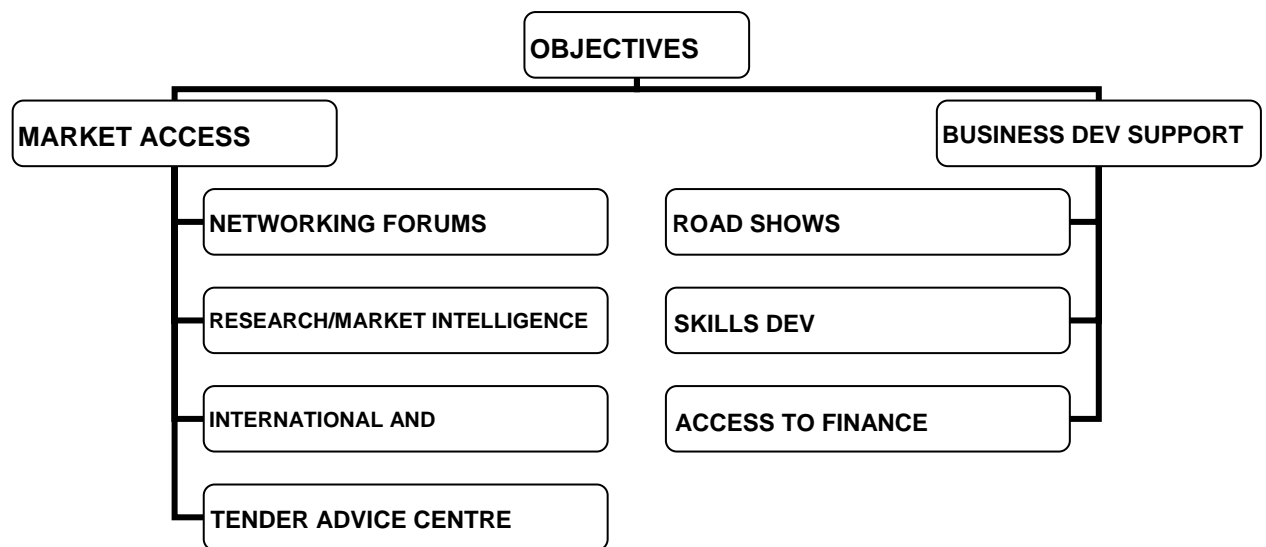 OBJECTIVES
MARKET ACCESS
BUSINESS DEV SUPPORT
NETWORKING FORUMS
ROAD SHOWS
RESEARCH/MARKET INTELLIGENCE
SKILLS DEV
INTERNATIONAL AND
ACCESS TO FINANCE
TENDER ADVICE CENTRE